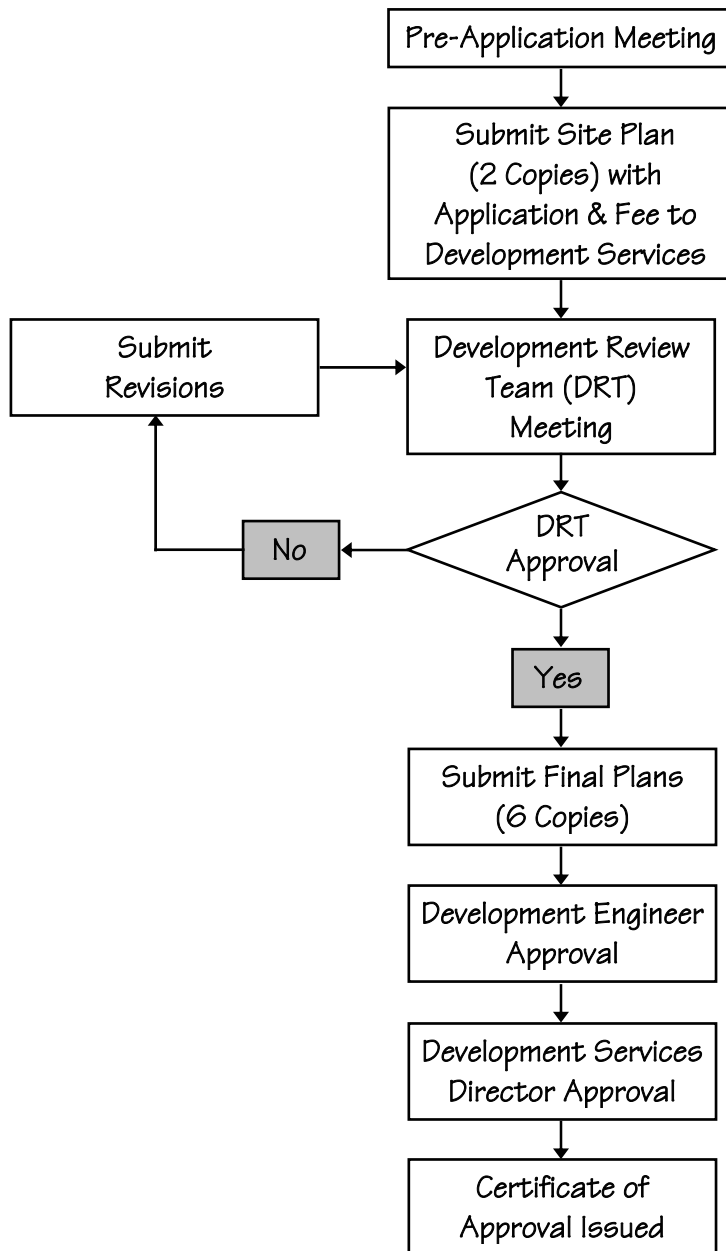 Pre-Application Meeting
Submit Site Plan
(2 Copies) with
Application & Fee to
Development Services
Submit
Revisions
Development Review
Team (DRT)
Meeting
DRT
Approval
No
Yes
Submit Final Plans
(6 Copies)
Development Engineer
Approval
Development Services
Director Approval
Certificate of
Approval Issued